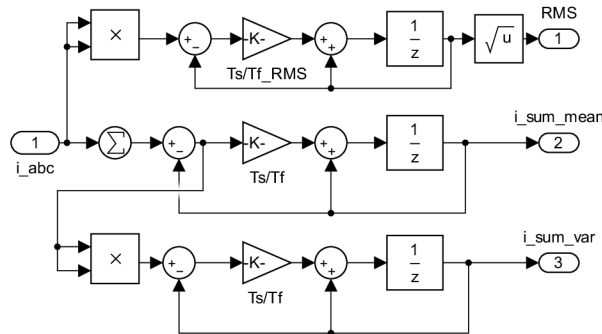 RMS
×
+
−
-K-
+
+
1
z
√u
1
Ts/Tf_RMS
i_sum_mean
1
i_abc
∑
+
−
-K-
+
+
1
z
2
Ts/Tf
i_sum_var
×
+
−
-K-
+
+
1
z
3
Ts/Tf